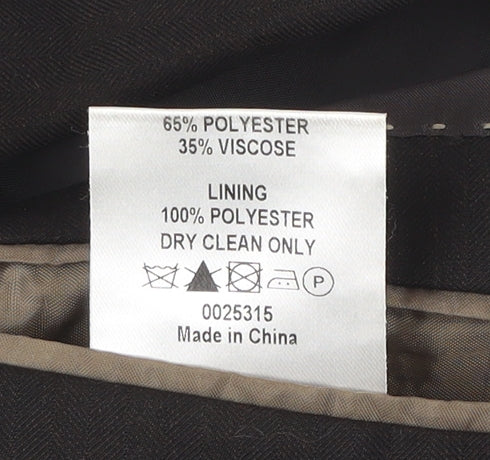 65% POLYESTER
35% VISCOSE
LINING
100% POLYESTER
DRY CLEAN ONLY
P
0025315
Made in China